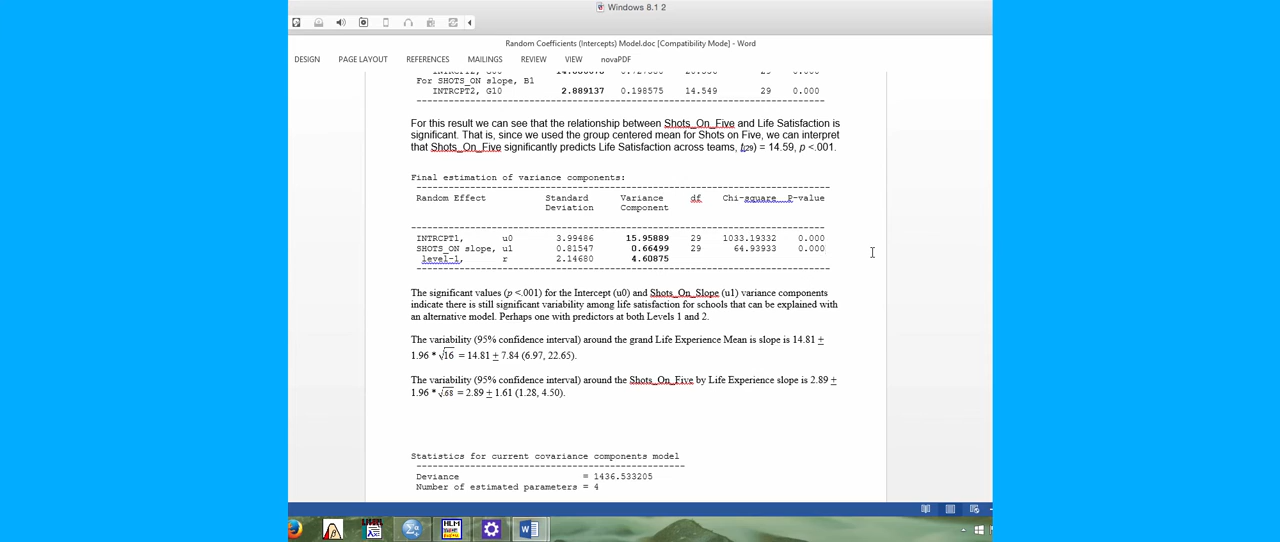 Windows 8.1 2
Random Coefficients (Intercepts) Model.doc [Compatibility Mode] - Word
DESIGN PAGE LAYOUT REFERENCES MAILINGS REVIEW VIEW novaPDF
For SHOTS_ON slope, B1
INTRCPT2, G10 2.889137 0.198575 14.549 29 0.000
For this result we can see that the relationship between Shots_On_Five and Life Satisfaction is
significant. That is, since we used the group centered mean for Shots on Five, we can interpret
that Shots_On_Five significantly predicts Life Satisfaction across teams, t(29) = 14.59, p <.001.
Final estimation of variance components:
Random Effect Standard Variance df Chi-square P-value
Deviation Component
INTRCPT1, u0 3.99486 15.95889 29 1033.19332 0.000
SHOTS_ON slope, u1 0.81547 0.66499 29 64.93933 0.000
level-1, r 2.14680 4.60875
The significant values (p <.001) for the Intercept (u0) and Shots_On_Slope (u1) variance components
indicate there is still significant variability among life satisfaction for schools that can be explained with
an alternative model. Perhaps one with predictors at both Levels 1 and 2.
The variability (95% confidence interval) around the grand Life Experience Mean is slope is 14.81 ±
1.96 * √16 = 14.81 ± 7.84 (6.97, 22.65).
The variability (95% confidence interval) around the Shots_On_Five by Life Experience slope is 2.89 ±
1.96 * √.68 = 2.89 ± 1.61 (1.28, 4.50).
Statistics for current covariance components model
Deviance = 1436.533205
Number of estimated parameters = 4
HLM